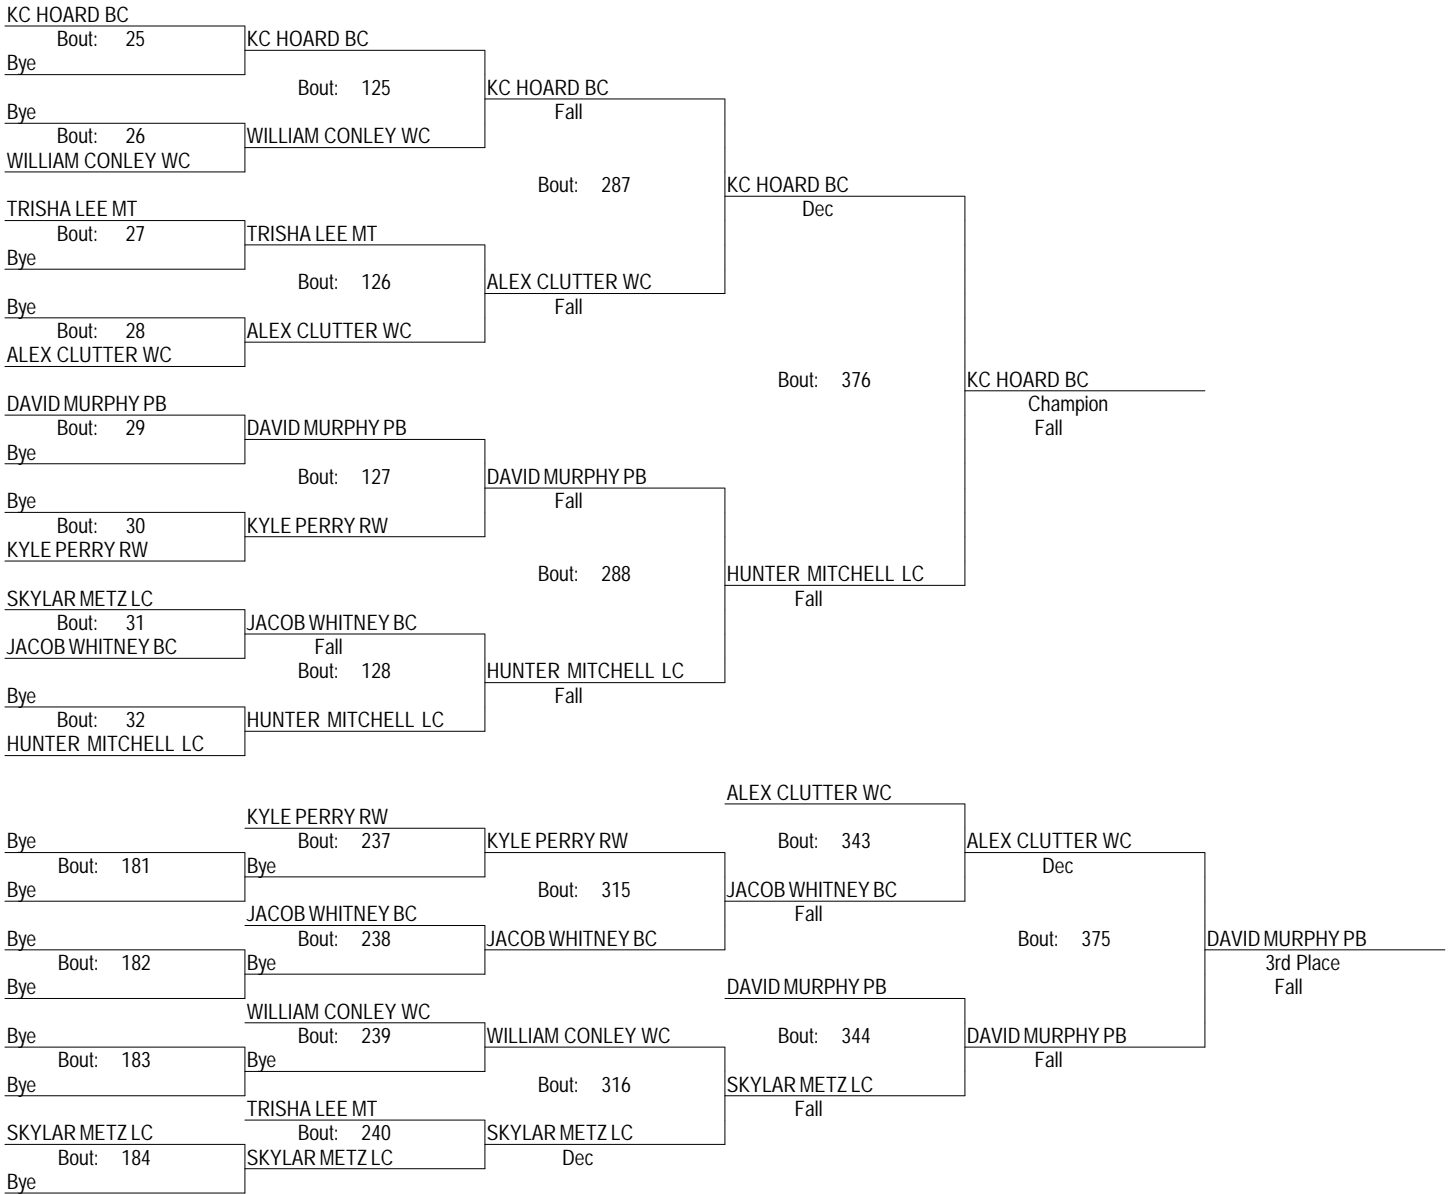 KC HOARD BC
Bout: 25 KC HOARD BC
Bye
Bout: 125 KC HOARD BC
Bye Fall
Bout: 26 WILLIAM CONLEY WC
WILLIAM CONLEY WC
Bout: 287 KC HOARD BC
TRISHA LEE MT Dec
Bout: 27 TRISHA LEE MT
Bye
Bout: 126 ALEX CLUTTER WC
Bye Fall
Bout: 28 ALEX CLUTTER WC
ALEX CLUTTER WC
Bout: 376 KC HOARD BC
DAVID MURPHY PB Champion
Bout: 29 DAVID MURPHY PB Fall
Bye
Bout: 127 DAVID MURPHY PB
Bye Fall
Bout: 30 KYLE PERRY RW
KYLE PERRY RW
Bout: 288 HUNTER MITCHELL LC
SKYLAR METZ LC Fall
Bout: 31 JACOB WHITNEY BC
JACOB WHITNEY BC Fall
Bout: 128 HUNTER MITCHELL LC
Bye Fall
Bout: 32 HUNTER MITCHELL LC
HUNTER MITCHELL LC
ALEX CLUTTER WC
KYLE PERRY RW
Bye Bout: 237 KYLE PERRY RW Bout: 343 ALEX CLUTTER WC
Bout: 181 Bye Dec
Bye Bout: 315 JACOB WHITNEY BC
JACOB WHITNEY BC Fall
Bye Bout: 238 JACOB WHITNEY BC Bout: 375 DAVID MURPHY PB
Bout: 182 Bye 3rd Place
Bye DAVID MURPHY PB Fall
WILLIAM CONLEY WC
Bye Bout: 239 WILLIAM CONLEY WC Bout: 344 DAVID MURPHY PB
Bout: 183 Bye Fall
Bye Bout: 316 SKYLAR METZ LC
TRISHA LEE MT Fall
SKYLAR METZ LC Bout: 240 SKYLAR METZ LC
Bout: 184 SKYLAR METZ LC Dec
Bye